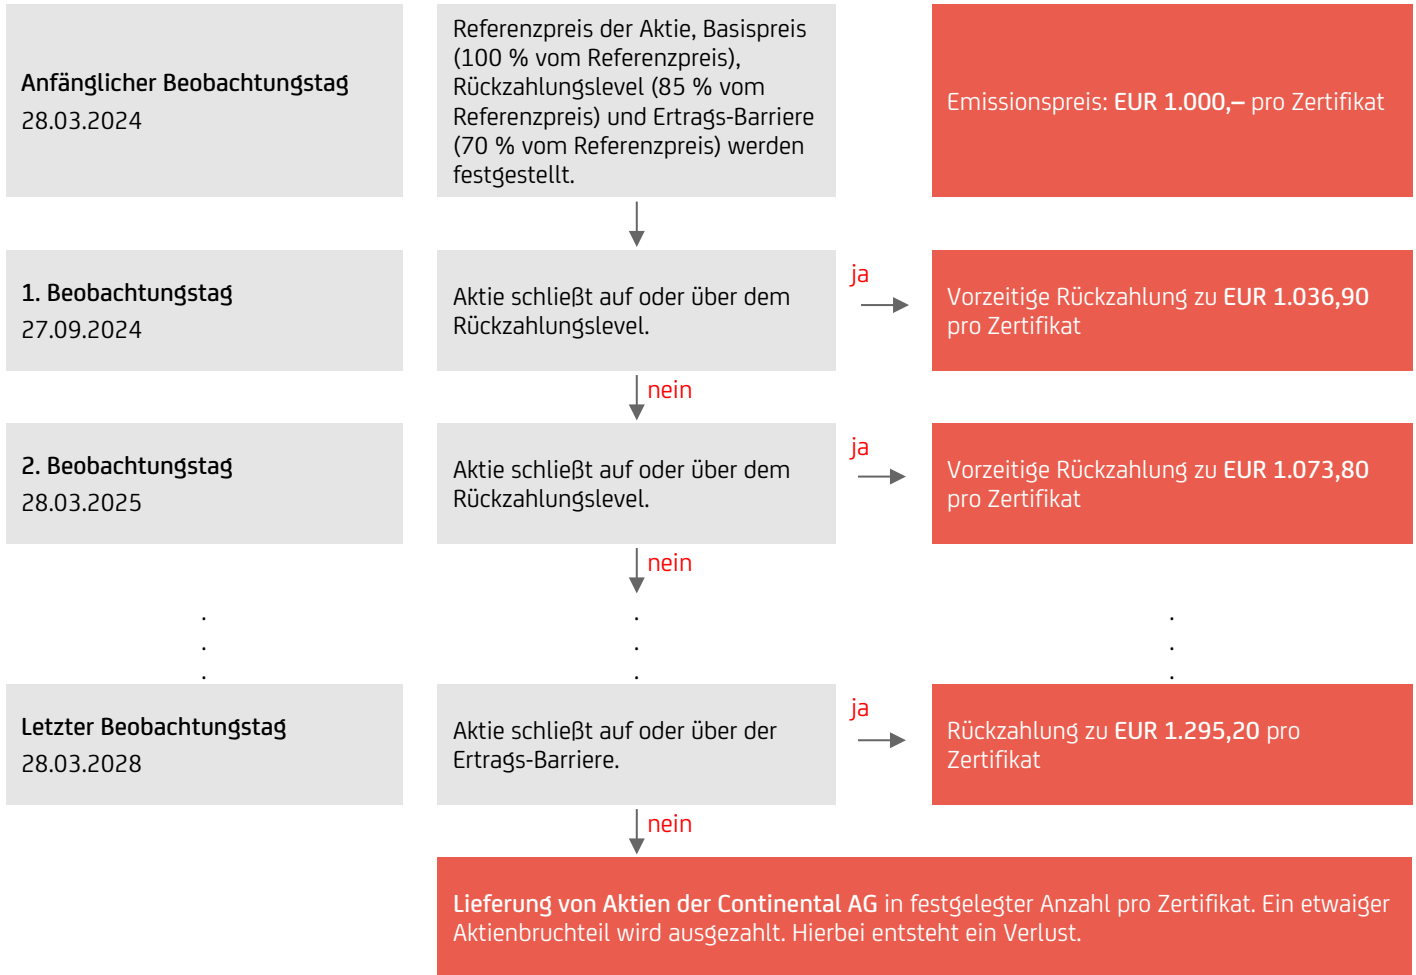 Anfänglicher Beobachtungstag
28.03.2024
Referenzpreis der Aktie, Basispreis
(100 % vom Referenzpreis),
Rückzahlungslevel (85 % vom
Referenzpreis) und Ertrags-Barriere
(70 % vom Referenzpreis) werden
festgestellt.
Emissionspreis: EUR 1.000,– pro Zertifikat
1. Beobachtungstag
27.09.2024
Aktie schließt auf oder über dem
Rückzahlungslevel.
ja
Vorzeitige Rückzahlung zu EUR 1.036,90
pro Zertifikat
nein
2. Beobachtungstag
28.03.2025
Aktie schließt auf oder über dem
Rückzahlungslevel.
ja
Vorzeitige Rückzahlung zu EUR 1.073,80
pro Zertifikat
nein
. . .
. . .
. . .
Letzter Beobachtungstag
28.03.2028
Aktie schließt auf oder über der
Ertrags-Barriere.
ja
Rückzahlung zu EUR 1.295,20 pro
Zertifikat
nein
Lieferung von Aktien der Continental AG in festgelegter Anzahl pro Zertifikat. Ein etwaiger
Aktienbruchteil wird ausgezahlt. Hierbei entsteht ein Verlust.